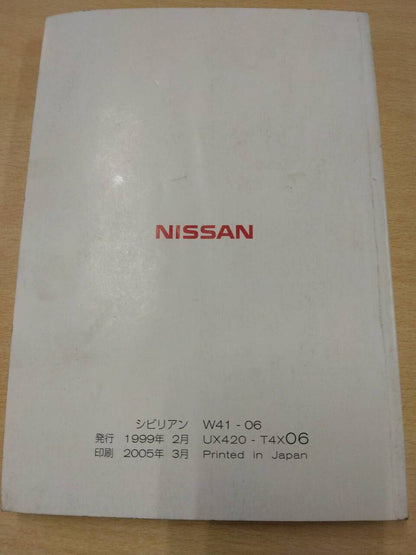 NISSAN
シビリアン W41 - 06
発行 1999年 2月 UX420 - T4X06
印刷 2005年 3月 Printed in Japan